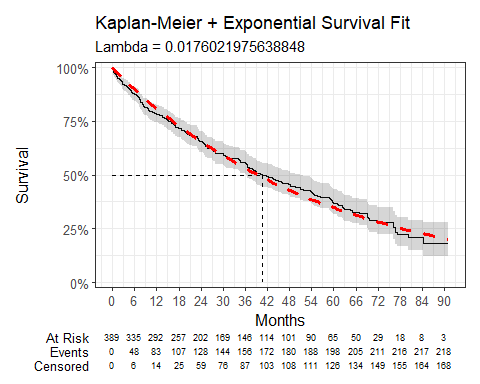 Kaplan-Meier + Exponential Survival Fit
Lambda = 0.0176021975638848
100%
75%
50%
25%
0%
Survival
0 6 12 18 24 30 36 42 48 54 60 66 72 78 84 90
Months
At Risk 389 335 292 257 202 169 146 114 101 90 65 50 29 18 8 3
Events 0 48 83 107 128 144 156 172 180 188 198 205 211 216 217 218
Censored 0 6 14 25 59 76 87 103 108 111 126 134 149 155 164 168